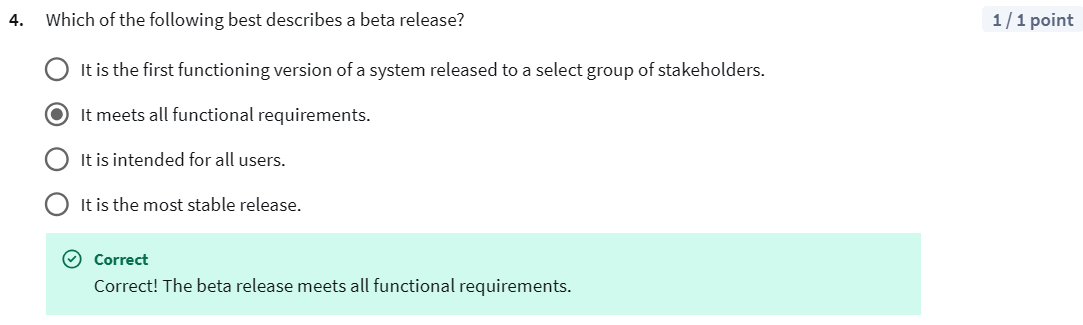 4. Which of the following best describes a beta release? 1 / 1 point
It is the first functioning version of a system released to a select group of stakeholders.
It meets all functional requirements.
It is intended for all users.
It is the most stable release.
Correct
Correct! The beta release meets all functional requirements.